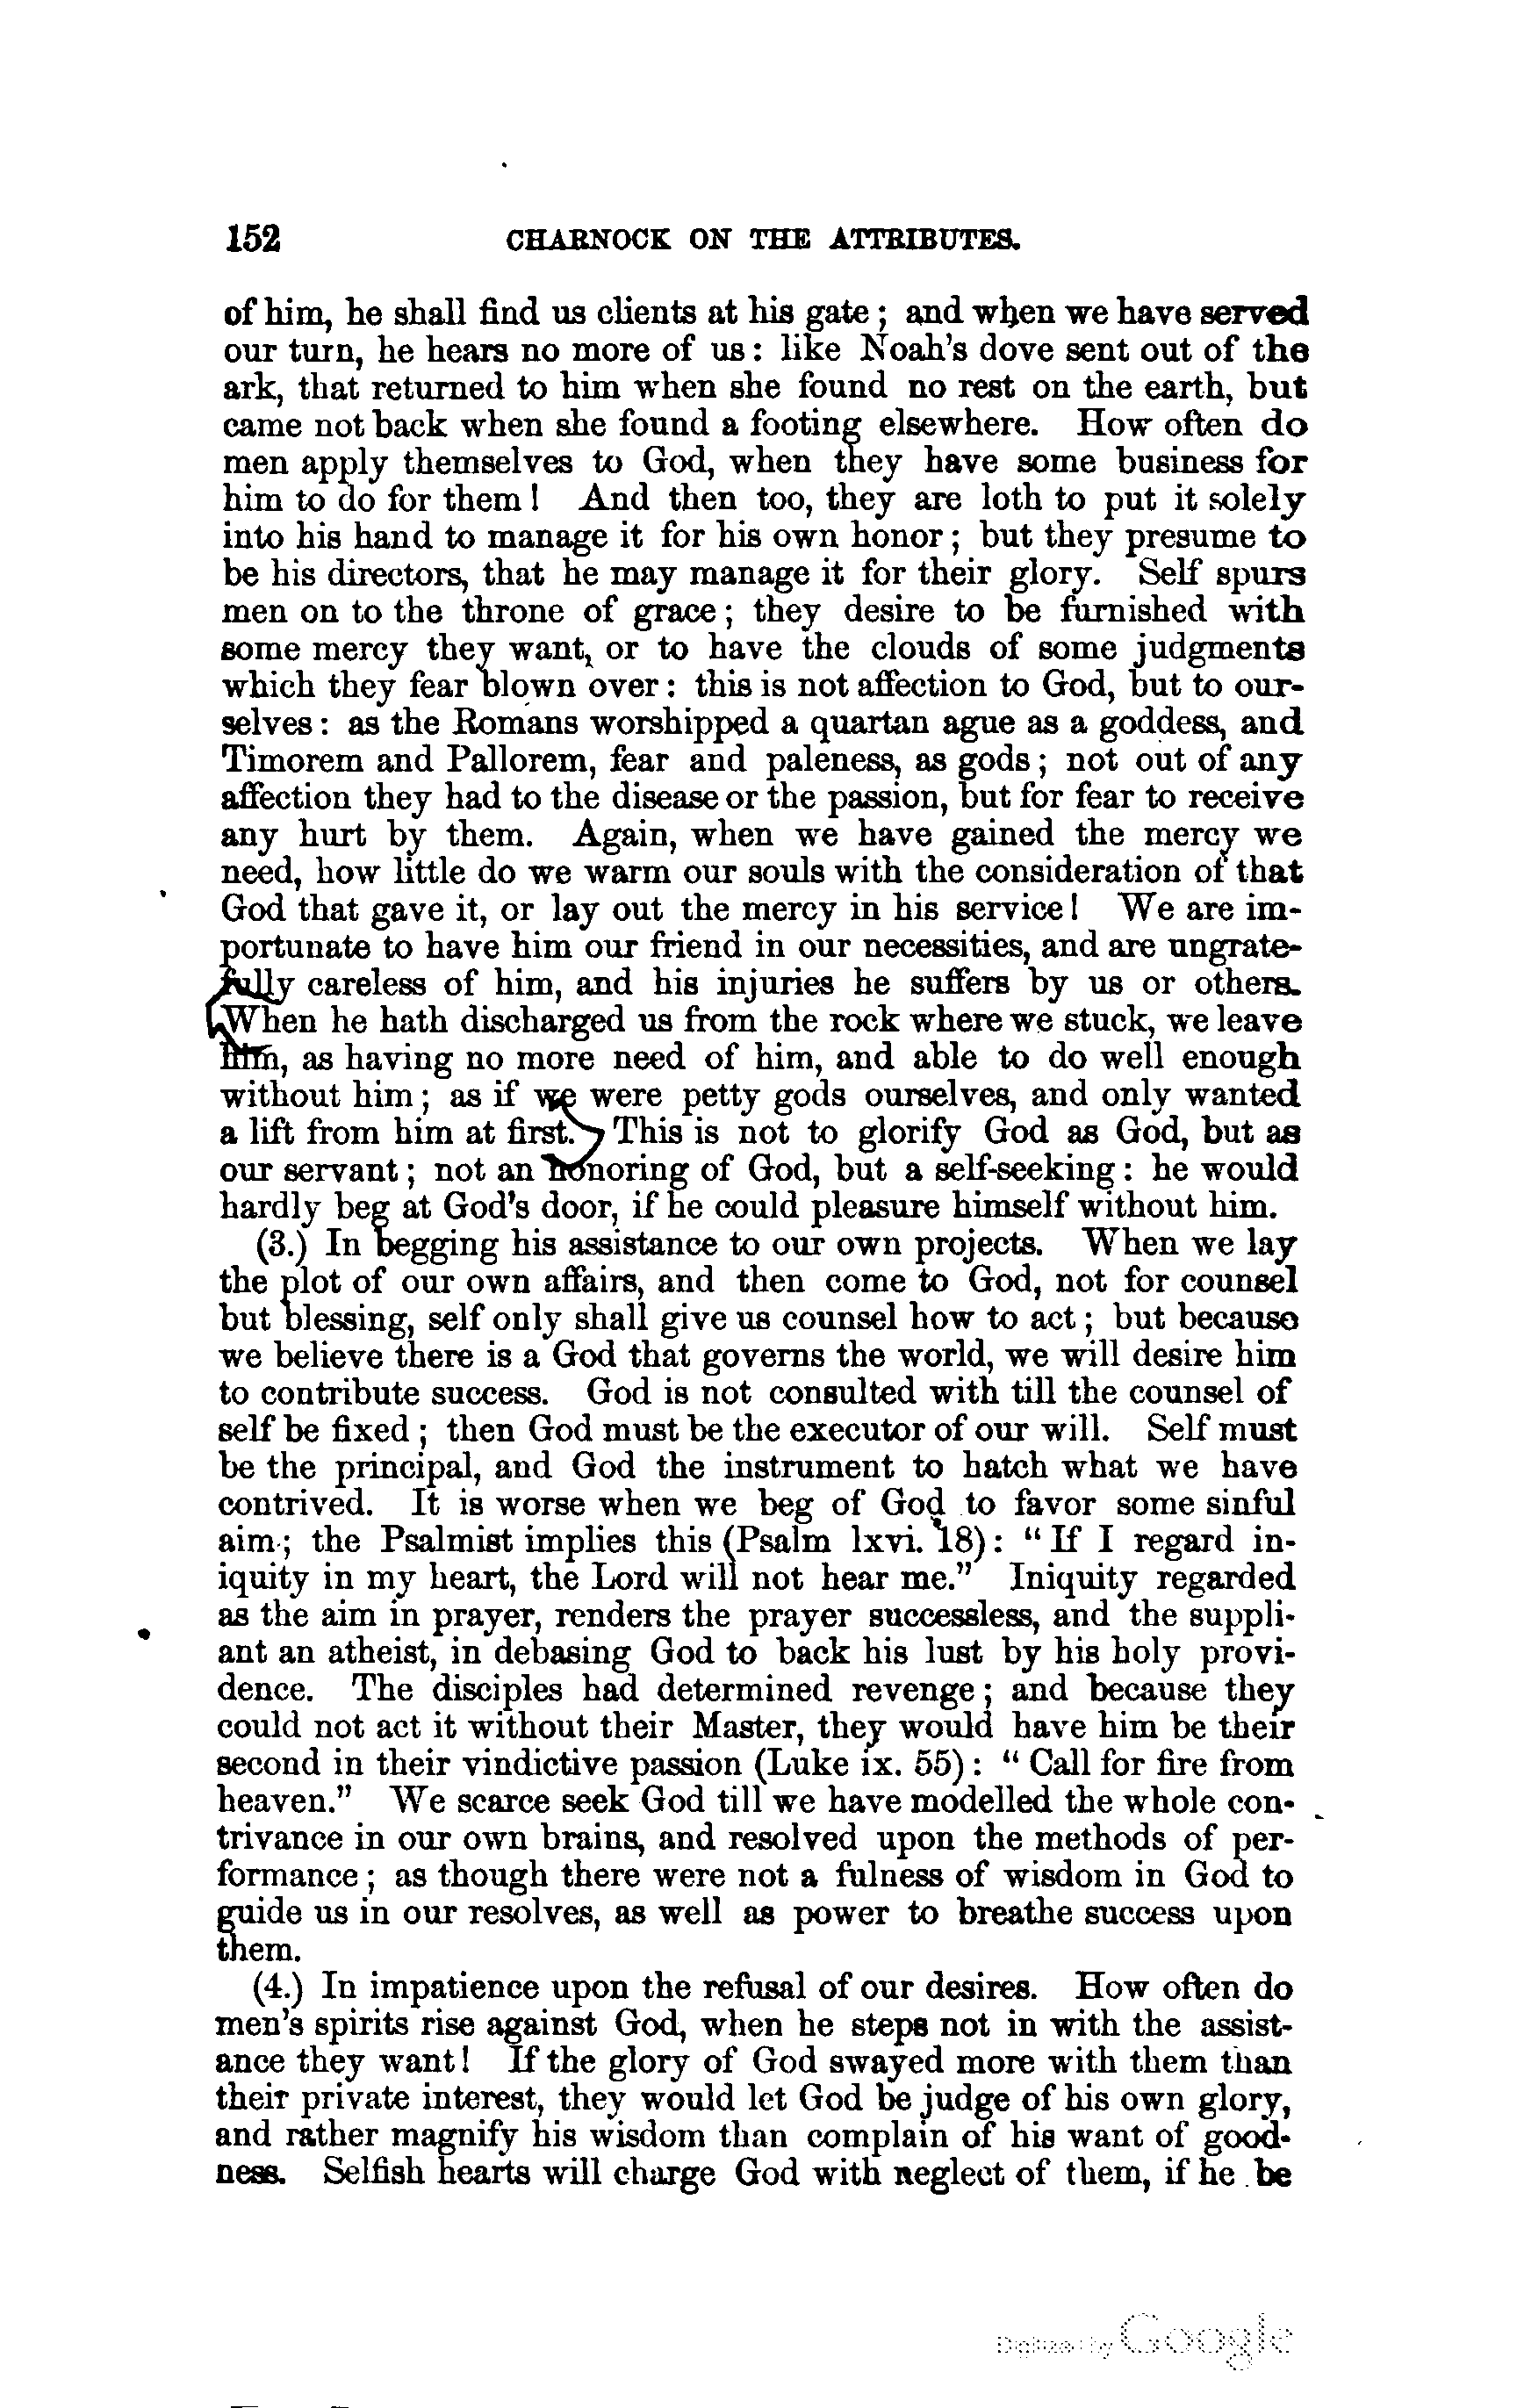 152 CHARNOCK ON THE ATTRIBUTES.
of him, he shall find us clients at his gate; and when we have served
our turn, he hears no more of us: like Noah's dove sent out of the
ark, that returned to him when she found no rest on the earth, but
came not back when she found a footing elsewhere. How often do
men apply themselves to God, when they have some business for
him to do for them! And then too, they are loth to put it solely
into his hand to manage it for his own honor; but they presume to
be his directors, that he may manage it for their glory. Self spurs
men on to the throne of grace; they desire to be furnished with
some mercy they want, or to have the clouds of some judgments
which they fear blown over: this is not affection to God, but to our-
selves: as the Romans worshipped a quartan ague as a goddess, and
Timorem and Pallorem, fear and paleness, as gods; not out of any
affection they had to the disease or the passion, but for fear to receive
any hurt by them. Again, when we have gained the mercy we
need, how little do we warm our souls with the consideration of that
God that gave it, or lay out the mercy in his service! We are im-
portunate to have him our friend in our necessities, and are ungrate-
fully careless of him, and his injuries he suffers by us or others.
When he hath discharged us from the rock where we stuck, we leave
him, as having no more need of him, and able to do well enough
without him; as if we were petty gods ourselves, and only wanted
a lift from him at first. This is not to glorify God as God, but as
our servant; not an honoring of God, but a self-seeking: he would
hardly beg at God's door, if he could pleasure himself without him.
(3.) In begging his assistance to our own projects. When we lay
the plot of our own affairs, and then come to God, not for counsel
but blessing, self only shall give us counsel how to act; but because
we believe there is a God that governs the world, we will desire him
to contribute success. God is not consulted with till the counsel of
self be fixed; then God must be the executor of our will. Self must
be the principal, and God the instrument to hatch what we have
contrived. It is worse when we beg of God to favor some sinful
aim; the Psalmist implies this (Psalm lxvi. 18): "If I regard in-
iquity in my heart, the Lord will not hear me." Iniquity regarded
as the aim in prayer, renders the prayer successless, and the suppli-
ant an atheist, in debasing God to back his lust by his holy provi-
dence. The disciples had determined revenge; and because they
could not act it without their Master, they would have him be their
second in their vindictive passion (Luke ix. 55): "Call for fire from
heaven." We scarce seek God till we have modelled the whole con-
trivance in our own brains, and resolved upon the methods of per-
formance; as though there were not a fulness of wisdom in God to
guide us in our resolves, as well as power to breathe success upon
them.
(4.) In impatience upon the refusal of our desires. How often do
men's spirits rise against God, when he steps not in with the assist-
ance they want! If the glory of God swayed more with them than
their private interest, they would let God be judge of his own glory,
and rather magnify his wisdom than complain of his want of good-
ness. Selfish hearts will charge God with neglect of them, if he be
Digitized by Google